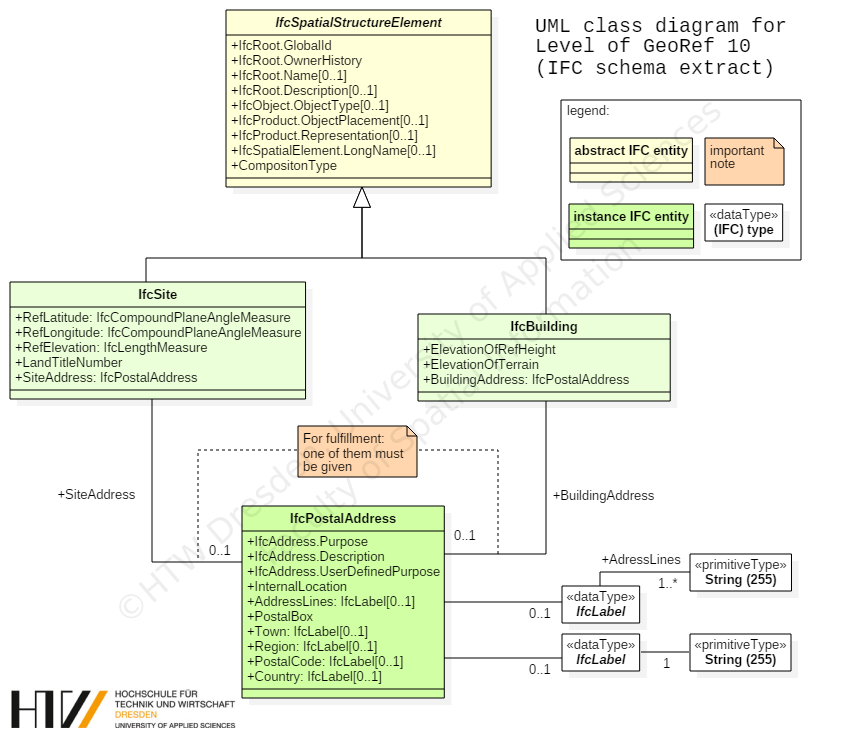 UML class diagram for
Level of GeoRef 10
(IFC schema extract)
legend:
abstract IFC entity
important
note
instance IFC entity
«dataType»
(IFC) type
IfcSpatialStructureElement
+IfcRoot.GlobalId
+IfcRoot.OwnerHistory
+IfcRoot.Name[0..1]
+IfcRoot.Description[0..1]
+IfcObject.ObjectType[0..1]
+IfcProduct.ObjectPlacement[0..1]
+IfcProduct.Representation[0..1]
+IfcSpatialElement.LongName[0..1]
+CompositonType
IfcSite
+RefLatitude: IfcCompoundPlaneAngleMeasure
+RefLongitude: IfcCompoundPlaneAngleMeasure
+RefElevation: IfcLengthMeasure
+LandTitleNumber
+SiteAddress: IfcPostalAddress
IfcBuilding
+ElevationOfRefHeight
+ElevationOfTerrain
+BuildingAddress: IfcPostalAddress
For fulfillment:
one of them must
be given
+SiteAddress
0..1
+BuildingAddress
0..1
IfcPostalAddress
+IfcAddress.Purpose
+IfcAddress.Description
+IfcAddress.UserDefinedPurpose
+InternalLocation
+AddressLines: IfcLabel[0..1]
+PostalBox
+Town: IfcLabel[0..1]
+Region: IfcLabel[0..1]
+PostalCode: IfcLabel[0..1]
+Country: IfcLabel[0..1]
0..1
«dataType»
IfcLabel
+AdressLines
1..*
«primitiveType»
String (255)
0..1
«dataType»
IfcLabel
1
«primitiveType»
String (255)
©HTW Dresden, University of Applied Sciences
Faculty of Spatial Information
HTW
HOCHSCHULE FÜR
TECHNIK UND WIRTSCHAFT
DRESDEN
UNIVERSITY OF APPLIED SCIENCES